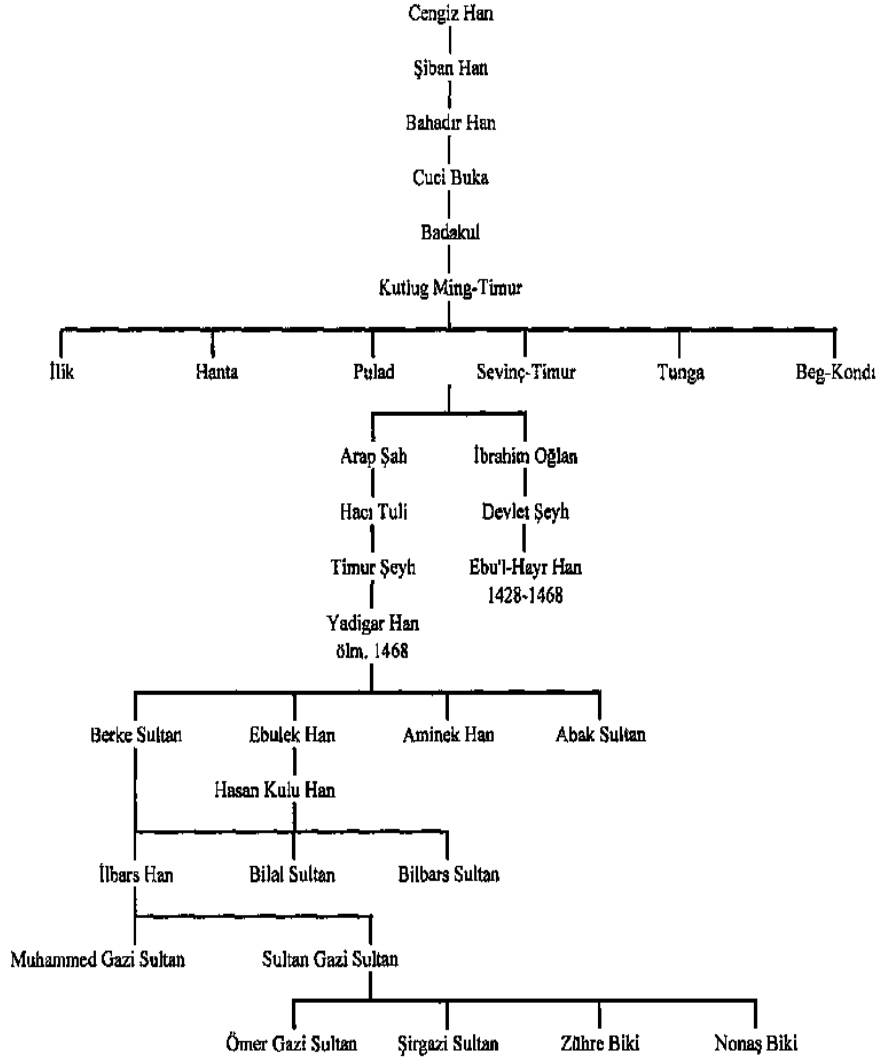 Cengiz Han
Şiban Han
Bahadır Han
Cuci Buka
Badakul
Kutlug Ming-Timur
İlik Hanta Pulad Sevinç-Timur Tunga Beg-Kondı
Arap Şah İbrahim Oğlan
Hacı Tuli Devlet Şeyh
Timur Şeyh Ebu'l-Hayr Han
1428-1468
Yadigar Han
ölm. 1468
Berke Sultan Ebulek Han Aminek Han Abak Sultan
Hasan Kulu Han
İlbars Han Bilal Sultan Bilbars Sultan
Muhammed Gazi Sultan Sultan Gazi Sultan
Ömer Gazi Sultan Şirgazi Sultan Zühre Biki Nonaş Biki